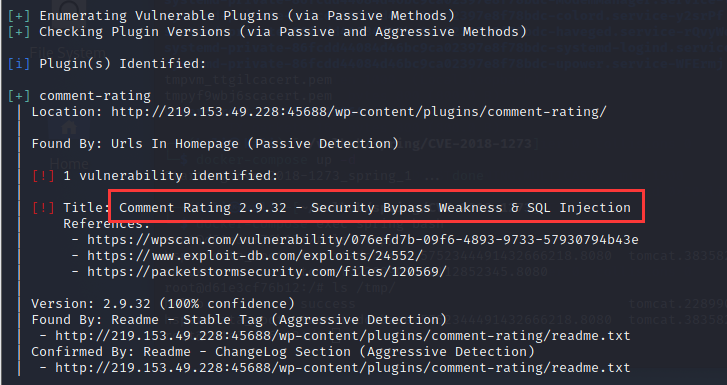 [+] Enumerating Vulnerable Plugins (via Passive Methods)
[+] Checking Plugin Versions (via Passive and Aggressive Methods)
[i] Plugin(s) Identified:
[+] comment-rating
| Location: http://219.153.49.228:45688/wp-content/plugins/comment-rating/
|
| Found By: Urls In Homepage (Passive Detection)
|
| [!] 1 vulnerability identified:
|
| [!] Title: Comment Rating 2.9.32 - Security Bypass Weakness & SQL Injection
| References:
| - https://wpscan.com/vulnerability/076efd7b-09f6-4893-9733-57930794b43e
| - https://www.exploit-db.com/exploits/24552/
| - https://packetstormsecurity.com/files/120569/
|
| Version: 2.9.32 (100% confidence)
| Found By: Readme - Stable Tag (Aggressive Detection)
| - http://219.153.49.228:45688/wp-content/plugins/comment-rating/readme.txt
| Confirmed By: Readme - ChangeLog Section (Aggressive Detection)
| - http://219.153.49.228:45688/wp-content/plugins/comment-rating/readme.txt